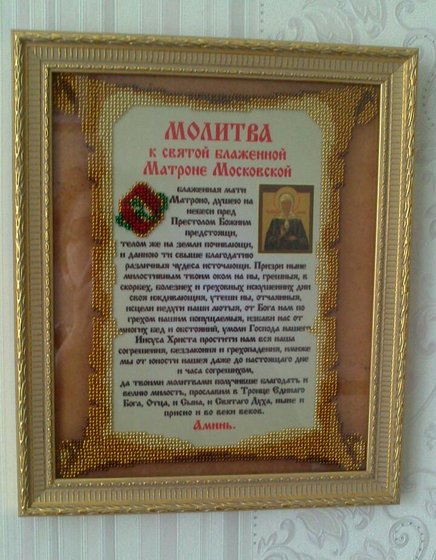 Молитва
к святой блаженной
Матроне Московской
О
блаженная мати
Матроно, душею на
небеси пред
Престолом Божиим
предстоящи,
телом же на земли почивающи,
и данною ти свыше благодатию
различныя чудеса источающи. Призри ныне
милостивным твоим оком на ны, грешныя, в
скорбех, болезнех и греховных искушениих дни
своя иждивающия, утеши ны, отчаянныя,
исцели недуги наши лютыя, от Бога нам по
грехом нашим попущаемыя, избави нас от
многих бед и обстояний, умоли Господа нашего
Иисуса Христа простити нам вся наша
согрешения, беззакония и грехопадения, имиже
мы от юности нашея даже до настоящаго дне
и часа согрешихом,
да твоими молитвами получивше благодать и
велию милость, прославим в Троице Единаго
Бога, Отца, и Сына, и Святаго Духа, ныне и
присно и во веки веков.
Аминь.